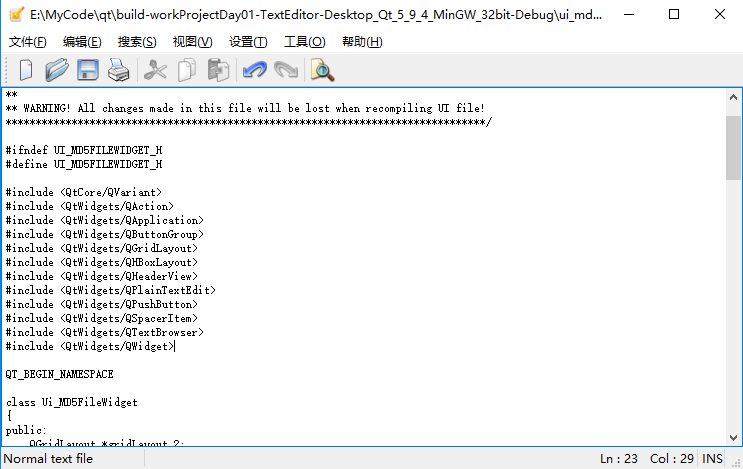 E:\MyCode\qt\build-workProjectDay01-TextEditor-Desktop_Qt_5_9_4_MinGW_32bit-Debug\ui_md...
文件(F) 编辑(E) 搜索(S) 视图(V) 设置(T) 工具(O) 帮助(H)
**
** WARNING! All changes made in this file will be lost when recompiling UI file!
********************************************************************************/
#ifndef UI_MD5FILEWIDGET_H
#define UI_MD5FILEWIDGET_H
#include <QtCore/QVariant>
#include <QtWidgets/QAction>
#include <QtWidgets/QApplication>
#include <QtWidgets/QButtonGroup>
#include <QtWidgets/QGridLayout>
#include <QtWidgets/QHBoxLayout>
#include <QtWidgets/QHeaderView>
#include <QtWidgets/QPlainTextEdit>
#include <QtWidgets/QPushButton>
#include <QtWidgets/QSpacerItem>
#include <QtWidgets/QTextBrowser>
#include <QtWidgets/QWidget>
QT_BEGIN_NAMESPACE
class Ui_MD5FileWidget
{
public:
    QGridLayout *gridLayout_2;
Normal text file Ln : 23 Col : 29 INS